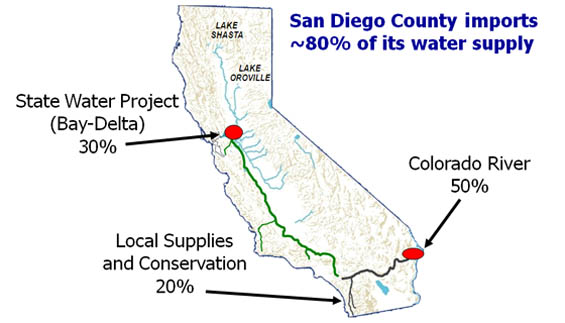 San Diego County imports
~80% of its water supply
LAKE
SHASTA
LAKE
OROVILLE
State Water Project
(Bay-Delta)
30%
Colorado River
50%
Local Supplies
and Conservation
20%